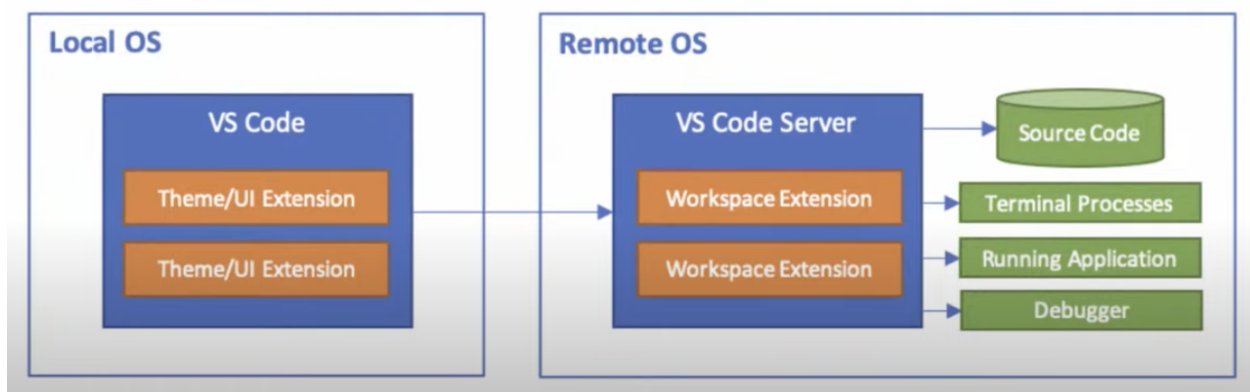 Local OS
VS Code
Theme/UI Extension
Theme/UI Extension
Remote OS
VS Code Server
Workspace Extension
Workspace Extension
Source Code
Terminal Processes
Running Application
Debugger